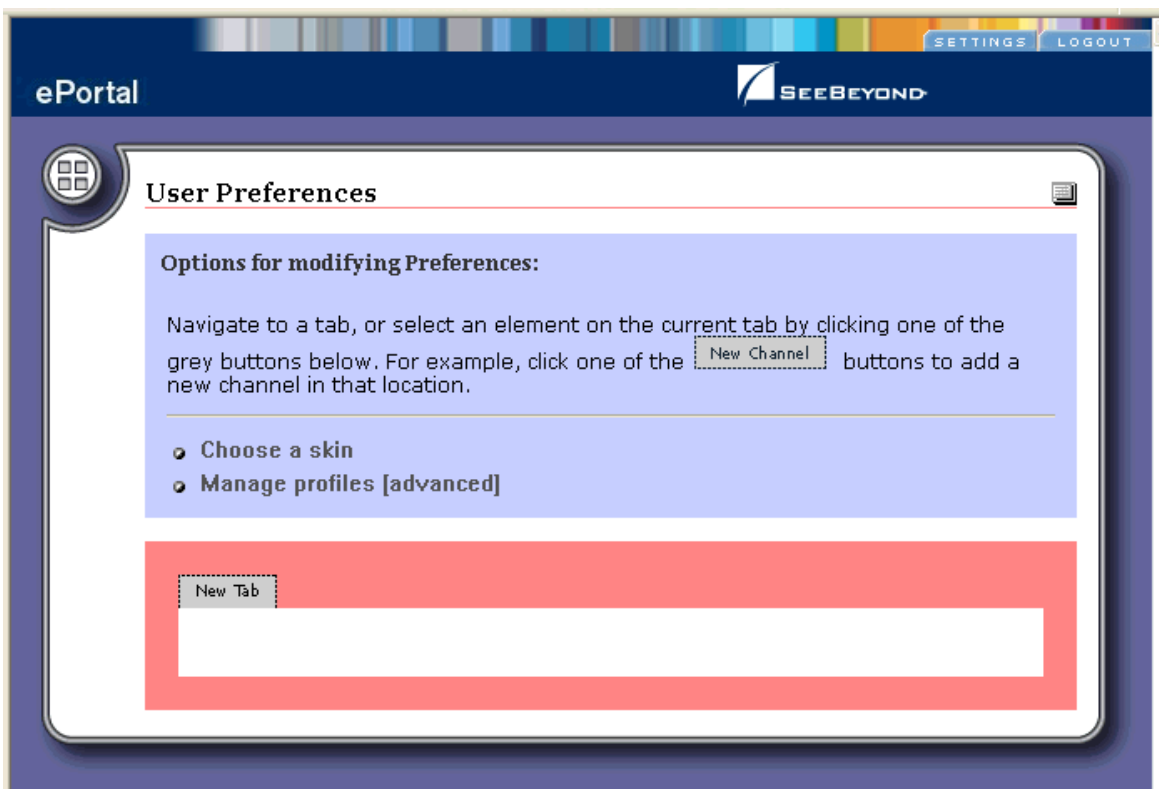 SETTINGS LOGOUT
ePortal
SEEBEYOND
User Preferences
Options for modifying Preferences:
Navigate to a tab, or select an element on the current tab by clicking one of the
grey buttons below. For example, click one of the New Channel buttons to add a
new channel in that location.
Choose a skin
Manage profiles [advanced]
New Tab